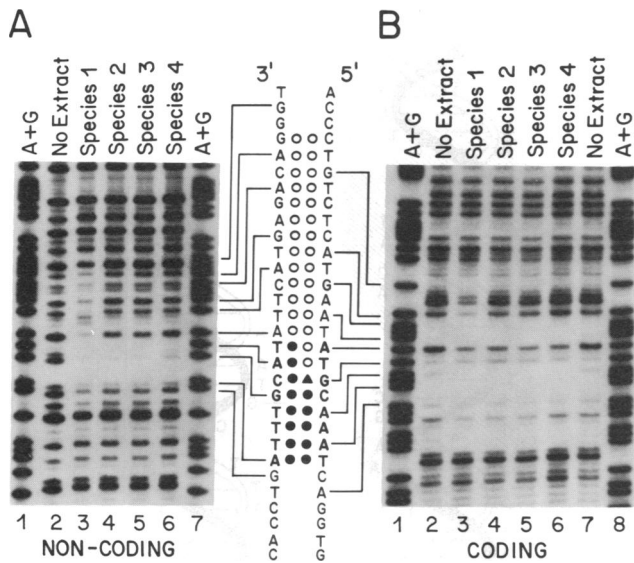 A
B
A+G
No Extract
Species 1
Species 2
Species 3
Species 4
A+G
3'
5'
A+G
No Extract
Species 1
Species 2
Species 3
Species 4
No Extract
A+G
TGGGACAGAGTACTTATACGTTTAGTCCAC
ACCCTGTCTCATGAATATGCAAATCAGGTG
1 2 3 4 5 6 7
NON-CODING
1 2 3 4 5 6 7 8
CODING